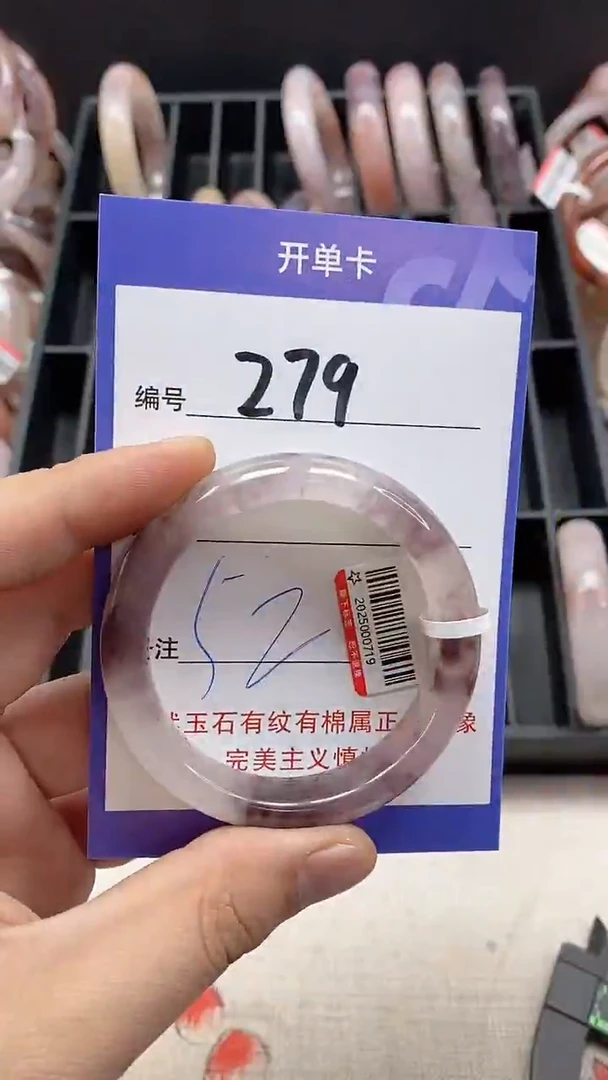 开单卡
编号 279
注 52
玉石有纹有棉属正 象
完美主义慎
2025000719